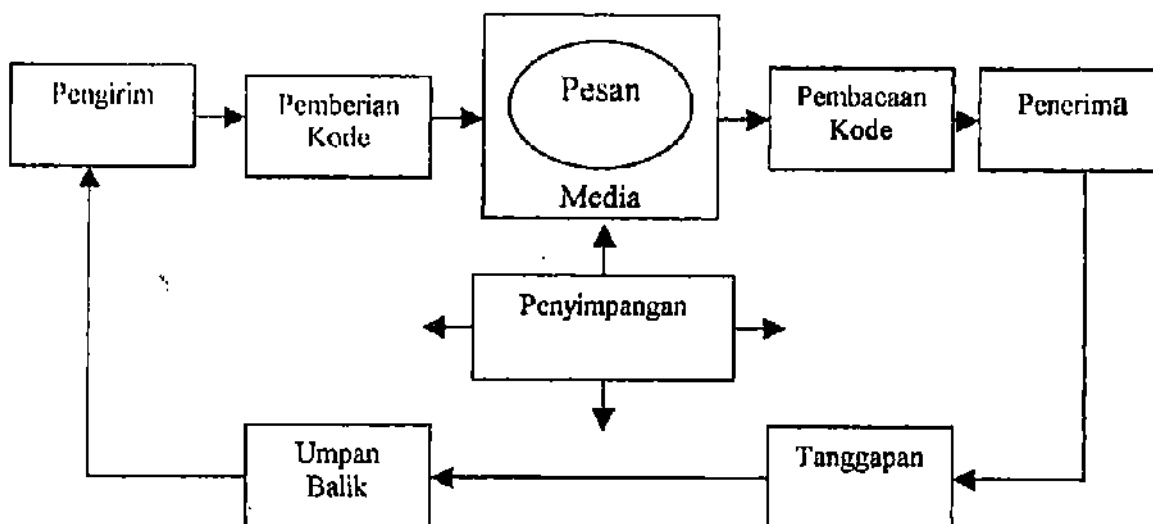 Pengirim
Pemberian
Kode
Pesan
Media
Pembacaan
Kode
Penerima
Penyimpangan
Umpan
Balik
Tanggapan